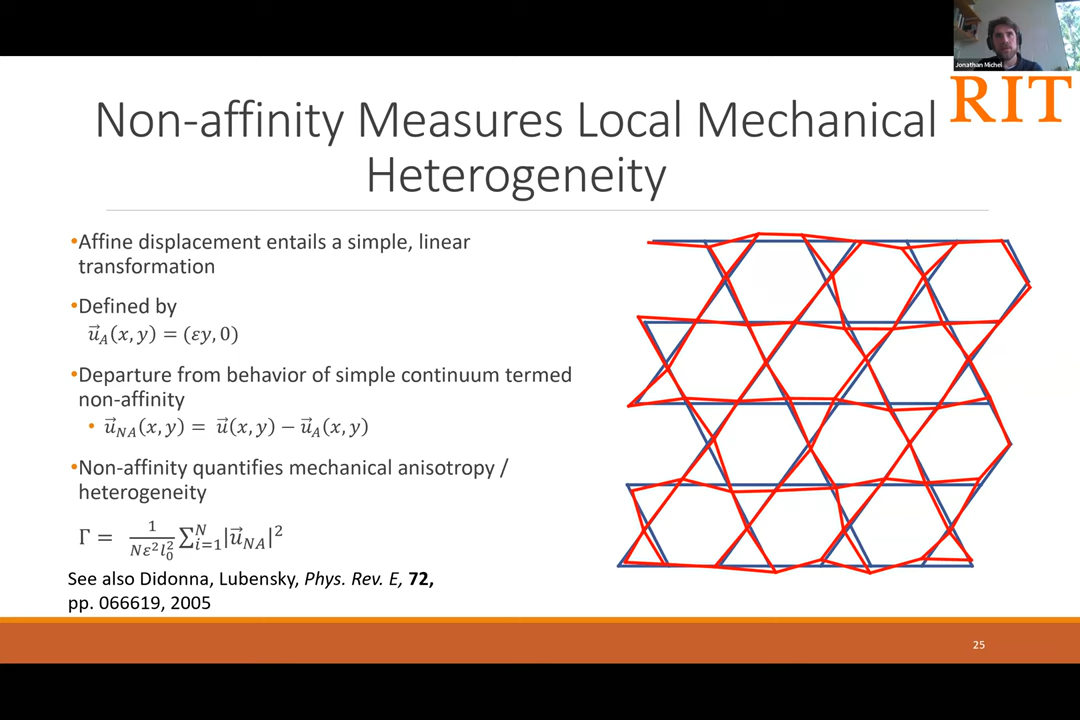 Jonathan Michel
RIT
Non-affinity Measures Local Mechanical
Heterogeneity
•Affine displacement entails a simple, linear
transformation
•Defined by
u⃗_A(x, y) = (εy, 0)
•Departure from behavior of simple continuum termed
non-affinity
• u⃗_NA(x, y) = u⃗(x, y) − u⃗_A(x, y)
•Non-affinity quantifies mechanical anisotropy /
heterogeneity
Γ = 1/(Nε²l₀²) ∑_{i=1}^{N} |u⃗_NA|²
See also Didonna, Lubensky, Phys. Rev. E, 72,
pp. 066619, 2005
25